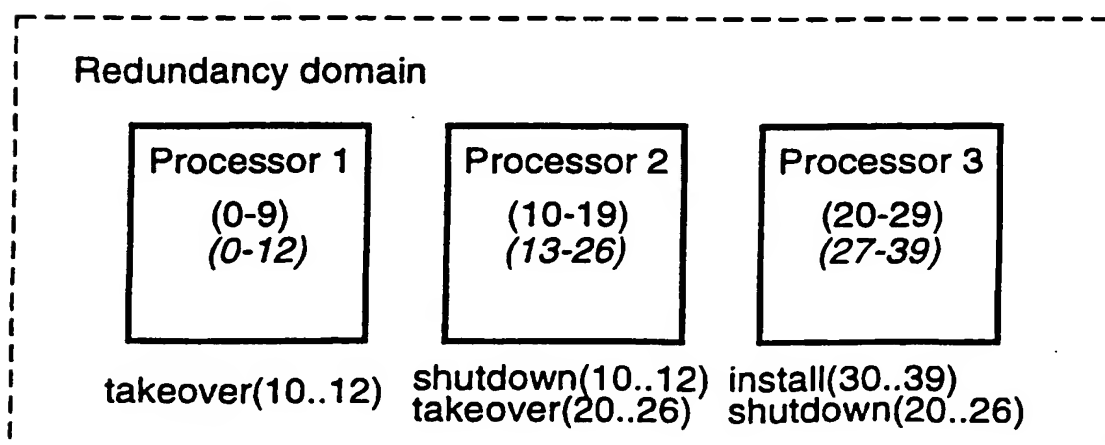 Redundancy domain
Processor 1
(0-9)
(0-12)
takeover(10..12)
Processor 2
(10-19)
(13-26)
shutdown(10..12)
takeover(20..26)
Processor 3
(20-29)
(27-39)
install(30..39)
shutdown(20..26)